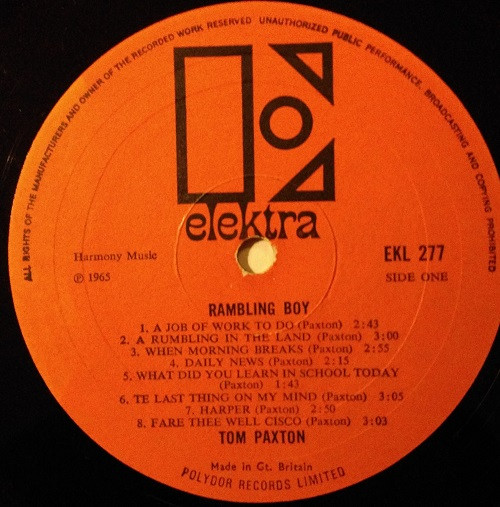 ALL RIGHTS OF THE MANUFACTURERS AND OWNER OF THE RECORDED WORK RESERVED UNAUTHORIZED PUBLIC PERFORMANCE, BROADCASTING AND COPYING PROHIBITED
elektra
Harmony Music
℗ 1965
EKL 277
SIDE ONE
RAMBLING BOY
1. A JOB OF WORK TO DO (Paxton) 2:43
2. A RUMBLING IN THE LAND (Paxton) 3:00
3. WHEN MORNING BREAKS (Paxton) 2:55
4. DAILY NEWS (Paxton) 2:15
5. WHAT DID YOU LEARN IN SCHOOL TODAY
(Paxton) 1:43
6. TE LAST THING ON MY MIND (Paxton) 3:05
7. HARPER (Paxton) 2:50
8. FARE THEE WELL CISCO (Paxton) 3:03
TOM PAXTON
Made in Gt. Britain
POLYDOR RECORDS LIMITED